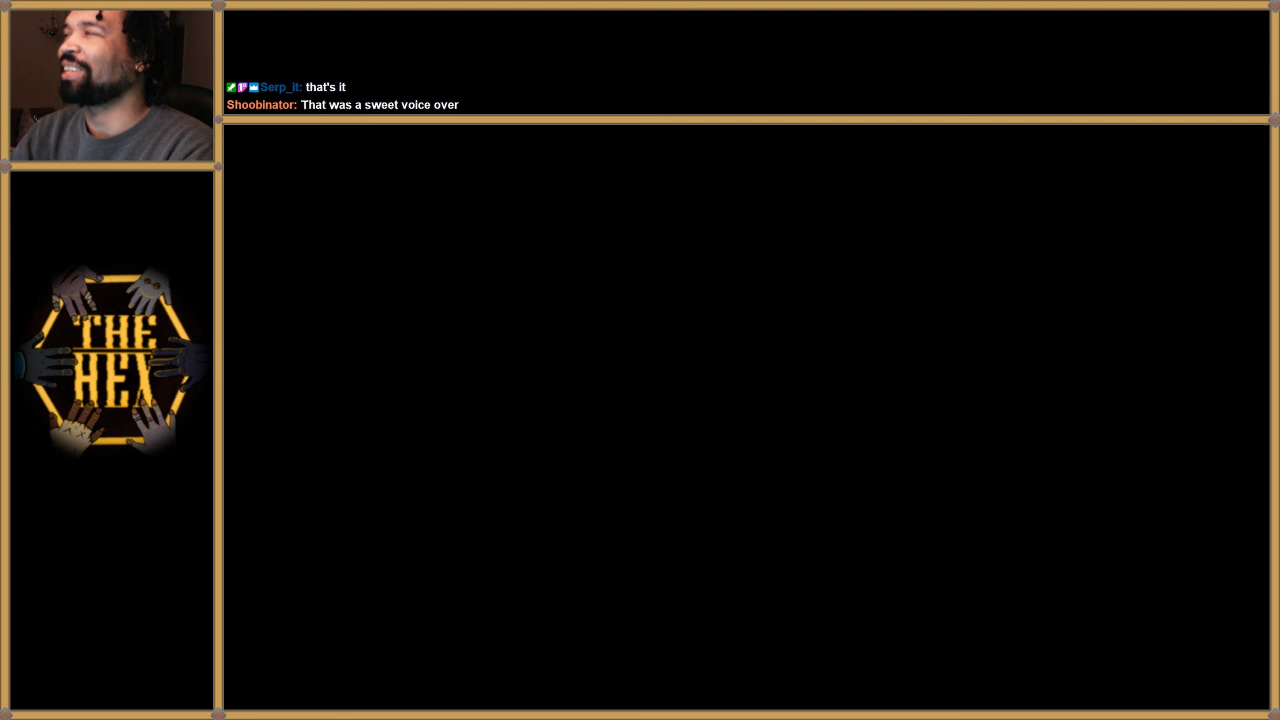 Serp_it: that's it
Shoobinator: That was a sweet voice over
THE
HEX